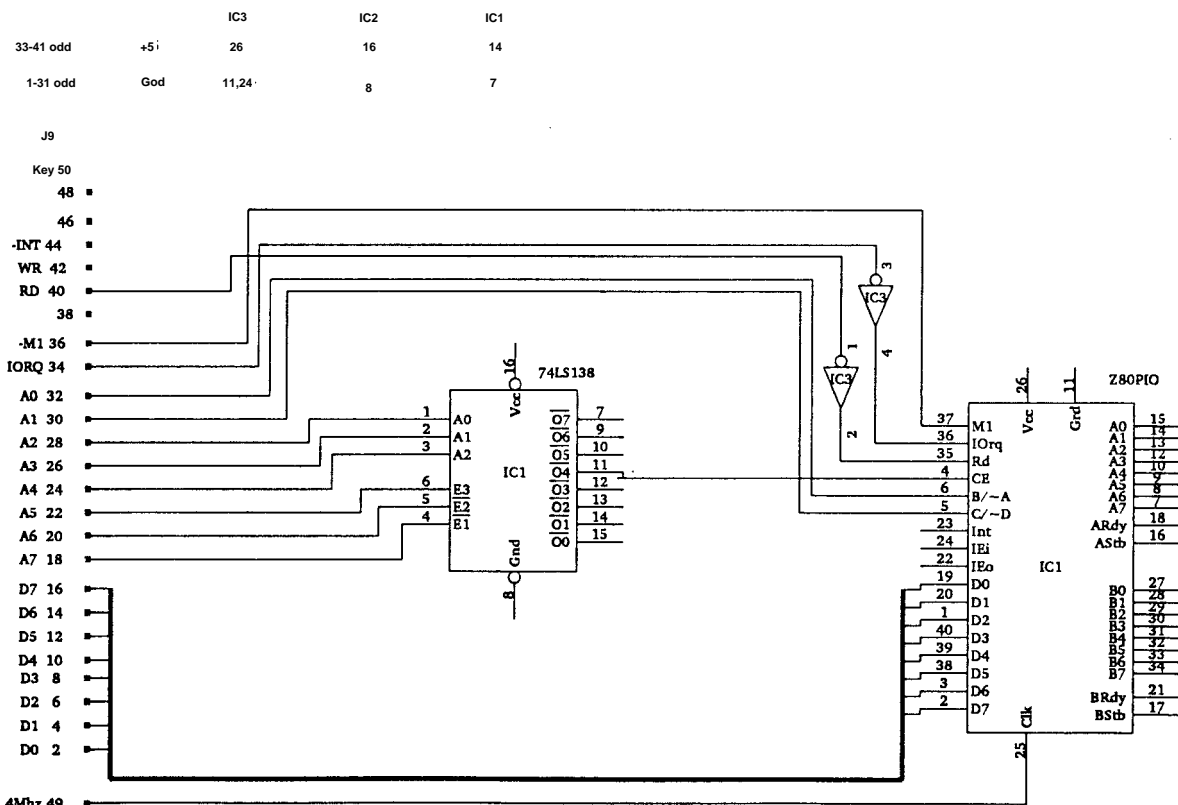 IC3 IC2 IC1
33-41 odd +5 26 16 14
1-31 odd God 11,24 8 7
J9
Key 50
48
46
-INT 44
WR 42
RD 40
38
-M1 36
IORQ 34
A0 32
A1 30
A2 28
A3 26
A4 24
A5 22
A6 20
A7 18
D7 16
D6 14
D5 12
D4 10
D3 8
D2 6
D1 4
D0 2
4Mhz 49
74LS138
16
Vcc
1 A0
2 A1
3 A2
6 E3
5 E2
4 E1
IC1
O7 7
O6 9
O5 10
O4 11
O3 12
O2 13
O1 14
O0 15
Gnd
8
3
IC3
4
1
IC3
2
Z80PIO
26
Vcc
11
Grd
37 M1
36 IOrq
35 Rd
4 CE
6 B/~A
5 C/~D
23 Int
24 IEi
22 IEo
19 D0
20 D1
1 D2
40 D3
39 D4
38 D5
3 D6
2 D7
IC1
A0 15
A1 14
A2 13
A3 12
A4 10
A5 9
A6 8
A7 7
ARdy 18
AStb 16
B0 27
B1 28
B2 29
B3 30
B4 31
B5 32
B6 33
B7 34
BRdy 21
BStb 17
Clk
25